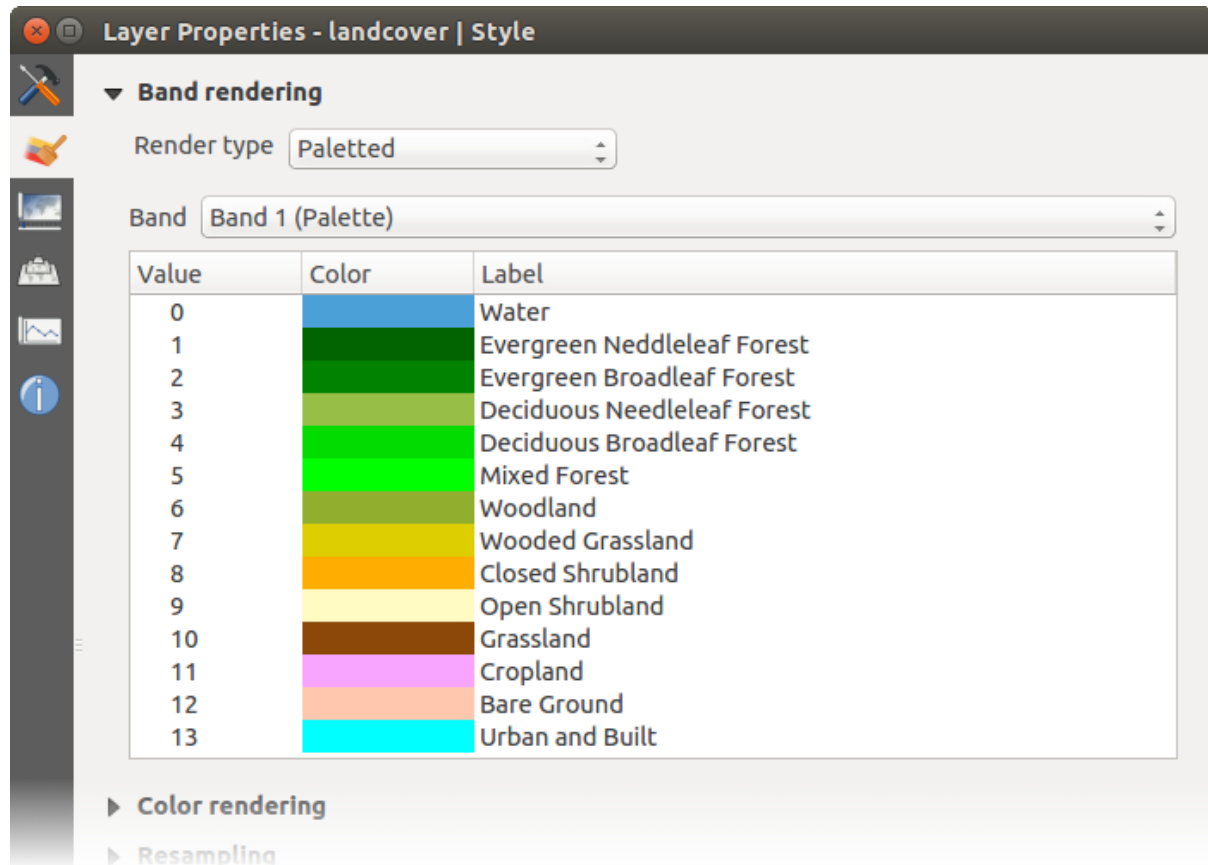 Layer Properties - landcover | Style
Band rendering
Render type Paletted
Band Band 1 (Palette)
Value Color Label
0 Water
1 Evergreen Neddleleaf Forest
2 Evergreen Broadleaf Forest
3 Deciduous Needleleaf Forest
4 Deciduous Broadleaf Forest
5 Mixed Forest
6 Woodland
7 Wooded Grassland
8 Closed Shrubland
9 Open Shrubland
10 Grassland
11 Cropland
12 Bare Ground
13 Urban and Built
Color rendering
Resampling